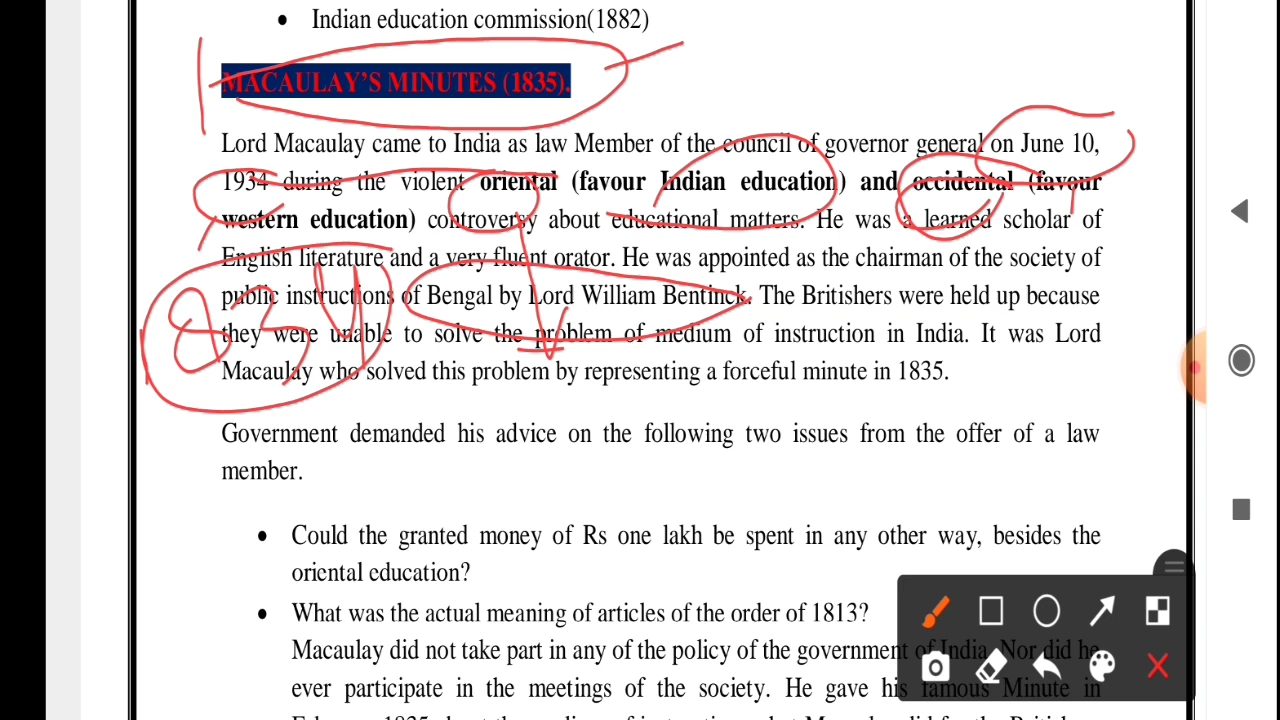 • Indian education commission(1882)
MACAULAY'S MINUTES (1835).
Lord Macaulay came to India as law Member of the council of governor general on June 10,
1934 during the violent oriental (favour Indian education) and occidental (favour
western education) controversy about educational matters. He was a learned scholar of
English literature and a very fluent orator. He was appointed as the chairman of the society of
public instructions of Bengal by Lord William Bentinck. The Britishers were held up because
they were unable to solve the problem of medium of instruction in India. It was Lord
Macaulay who solved this problem by representing a forceful minute in 1835.
834
Government demanded his advice on the following two issues from the offer of a law
member.
• Could the granted money of Rs one lakh be spent in any other way, besides the
oriental education?
• What was the actual meaning of articles of the order of 1813?
Macaulay did not take part in any of the policy of the government of India. Nor did he
ever participate in the meetings of the society. He gave his famous Minute in